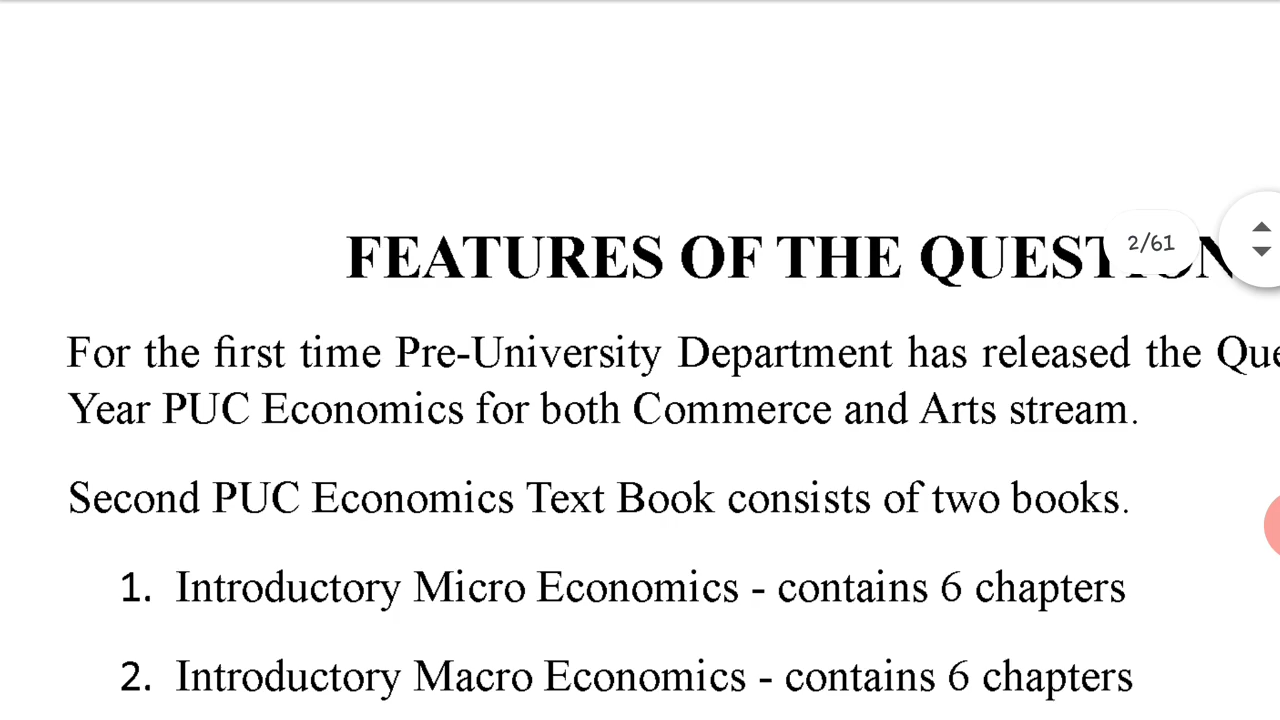 FEATURES OF THE
2/61
For the first time Pre-University Department has released the
Year PUC Economics for both Commerce and Arts stream.
Second PUC Economics Text Book consists of two books.
1. Introductory Micro Economics - contains 6 chapters
2. Introductory Macro Economics - contains 6 chapters